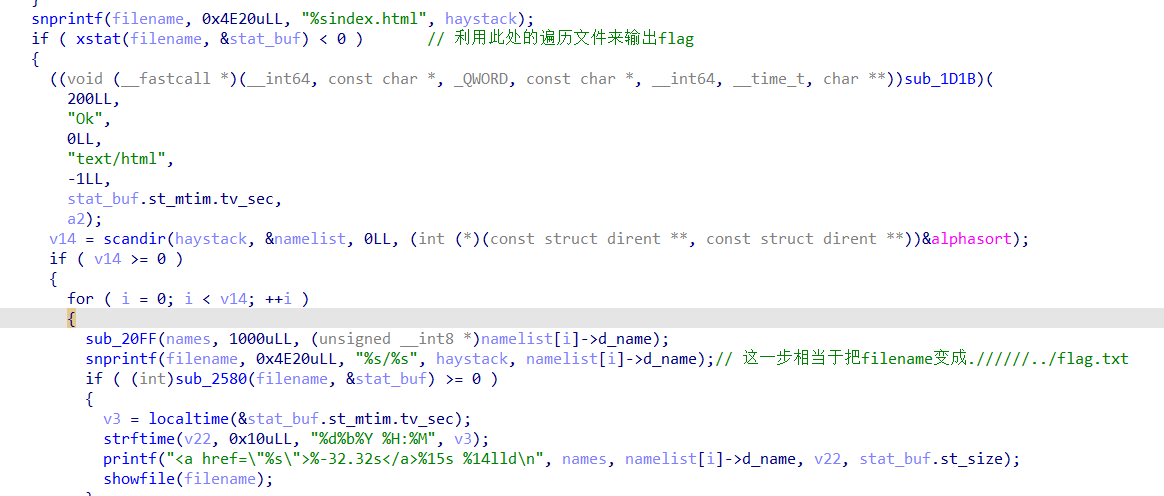 }
snprintf(filename, 0x4E20uLL, "%sindex.html", haystack);
if ( xstat(filename, &stat_buf) < 0 )       // 利用此处的遍历文件来输出flag
{
  ((void (__fastcall *)(__int64, const char *, _QWORD, const char *, __int64, __time_t, char **))sub_1D1B)(
    200LL,
    "Ok",
    0LL,
    "text/html",
    -1LL,
    stat_buf.st_mtim.tv_sec,
    a2);
  v14 = scandir(haystack, &namelist, 0LL, (int (*)(const struct dirent **, const struct dirent **))&alphasort);
  if ( v14 >= 0 )
  {
    for ( i = 0; i < v14; ++i )
    {
      sub_20FF(names, 1000uLL, (unsigned __int8 *)namelist[i]->d_name);
      snprintf(filename, 0x4E20uLL, "%s/%s", haystack, namelist[i]->d_name);// 这一步相当于把filename变成.//////../flag.txt
      if ( (int)sub_2580(filename, &stat_buf) >= 0 )
      {
        v3 = localtime(&stat_buf.st_mtim.tv_sec);
        strftime(v22, 0x10uLL, "%d%b%Y %H:%M", v3);
        printf("<a href=\"%s\">%-32.32s</a>%15s %14lld\n", names, namelist[i]->d_name, v22, stat_buf.st_size);
        showfile(filename);
      }